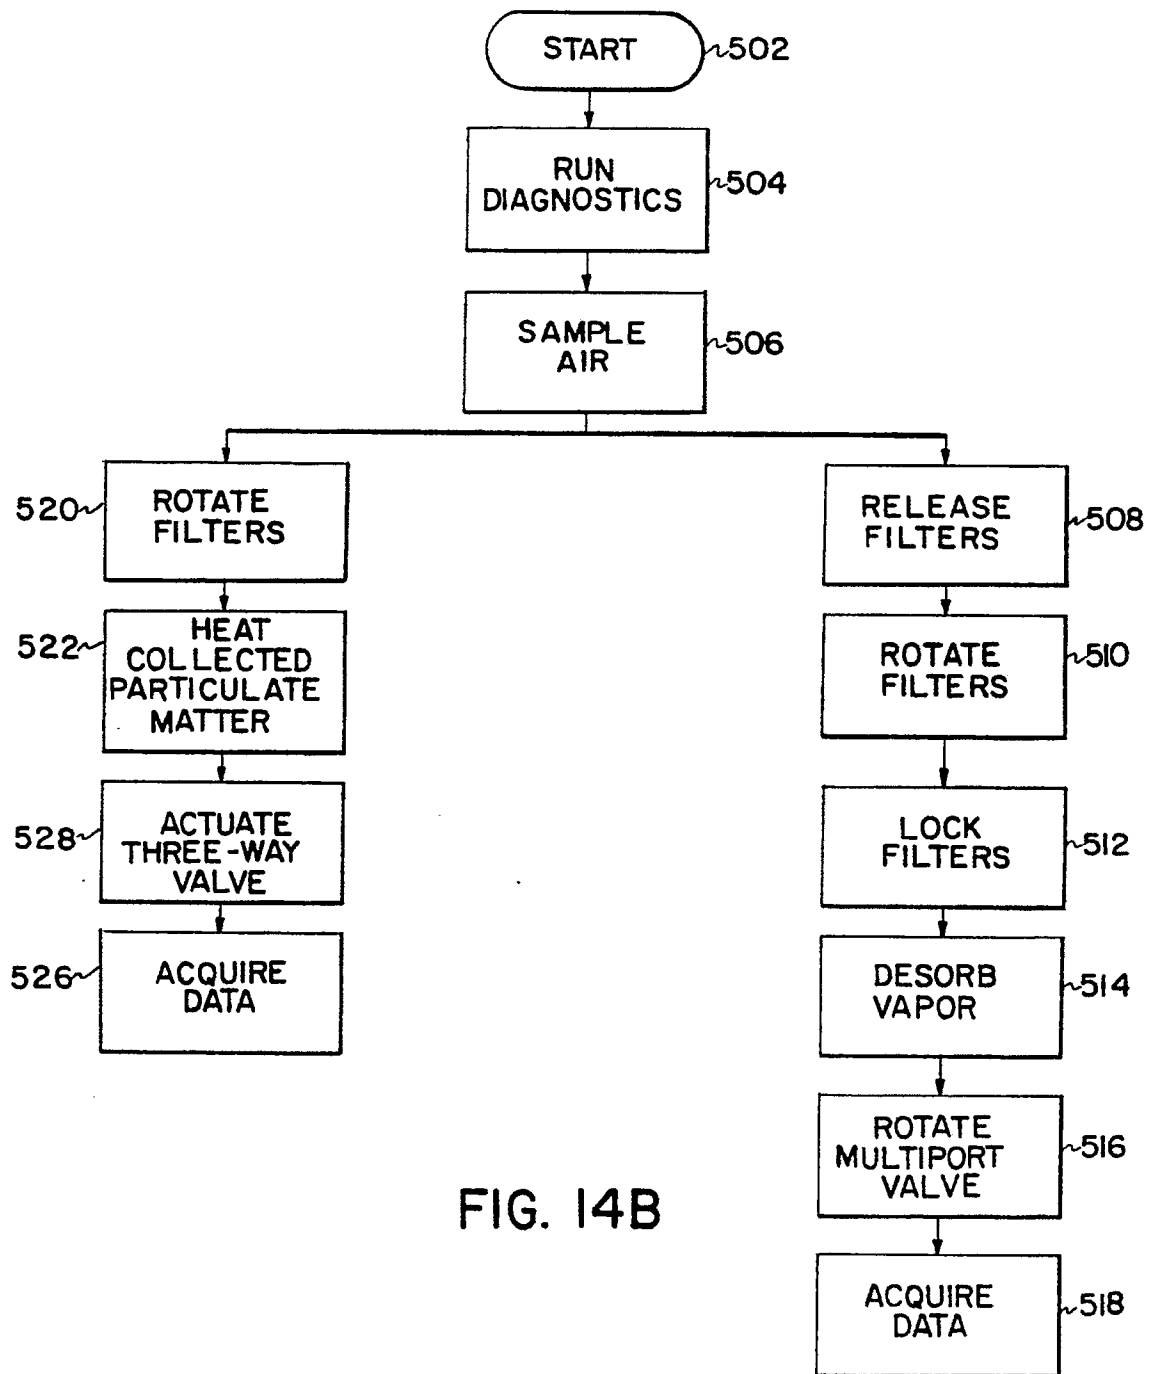 START
502
RUN
DIAGNOSTICS
504
SAMPLE
AIR
506
520
ROTATE
FILTERS
522
HEAT
COLLECTED
PARTICULATE
MATTER
528
ACTUATE
THREE-WAY
VALVE
526
ACQUIRE
DATA
RELEASE
FILTERS
508
ROTATE
FILTERS
510
LOCK
FILTERS
512
DESORB
VAPOR
514
ROTATE
MULTIPORT
VALVE
516
ACQUIRE
DATA
518
FIG. 14B